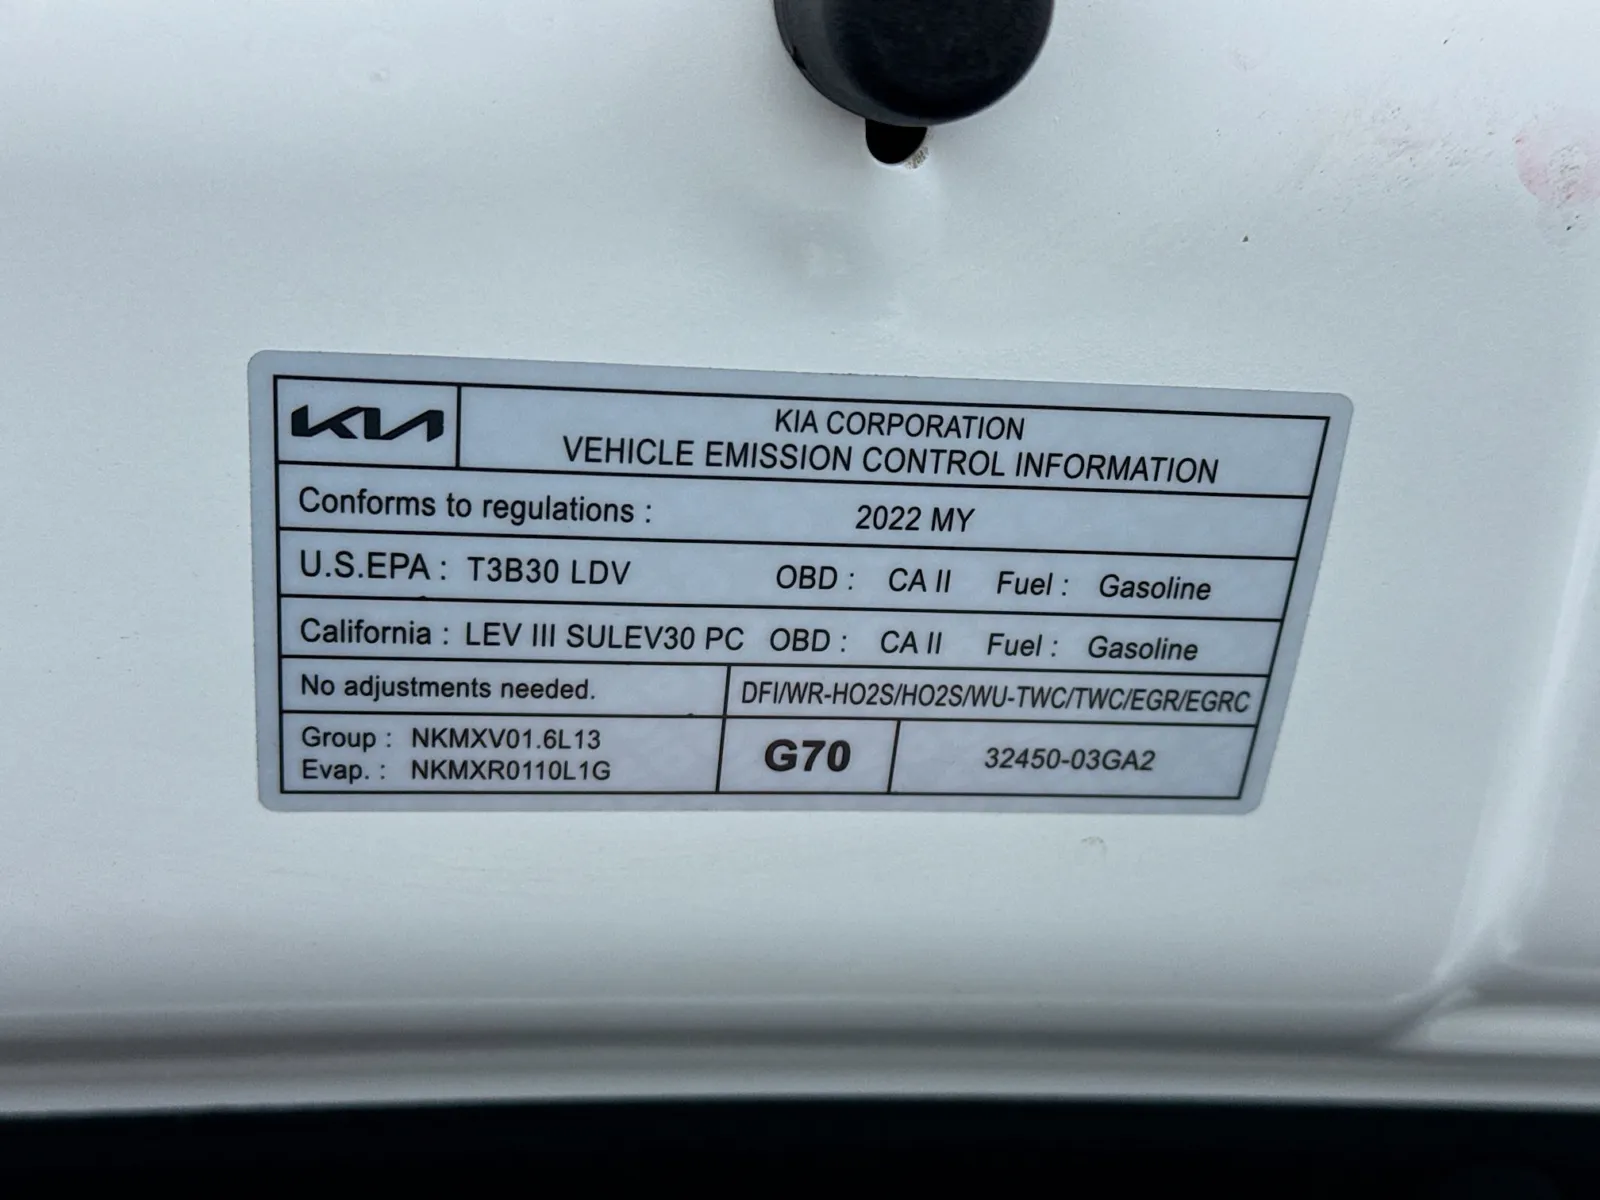 KIA
KIA CORPORATION
VEHICLE EMISSION CONTROL INFORMATION
Conforms to regulations : 2022 MY
U.S.EPA : T3B30 LDV OBD : CA II Fuel : Gasoline
California : LEV III SULEV30 PC OBD : CA II Fuel : Gasoline
No adjustments needed. DFI/WR-HO2S/HO2S/WU-TWC/TWC/EGR/EGRC
Group : NKMXV01.6L13
Evap. : NKMXR0110L1G
G70
32450-03GA2